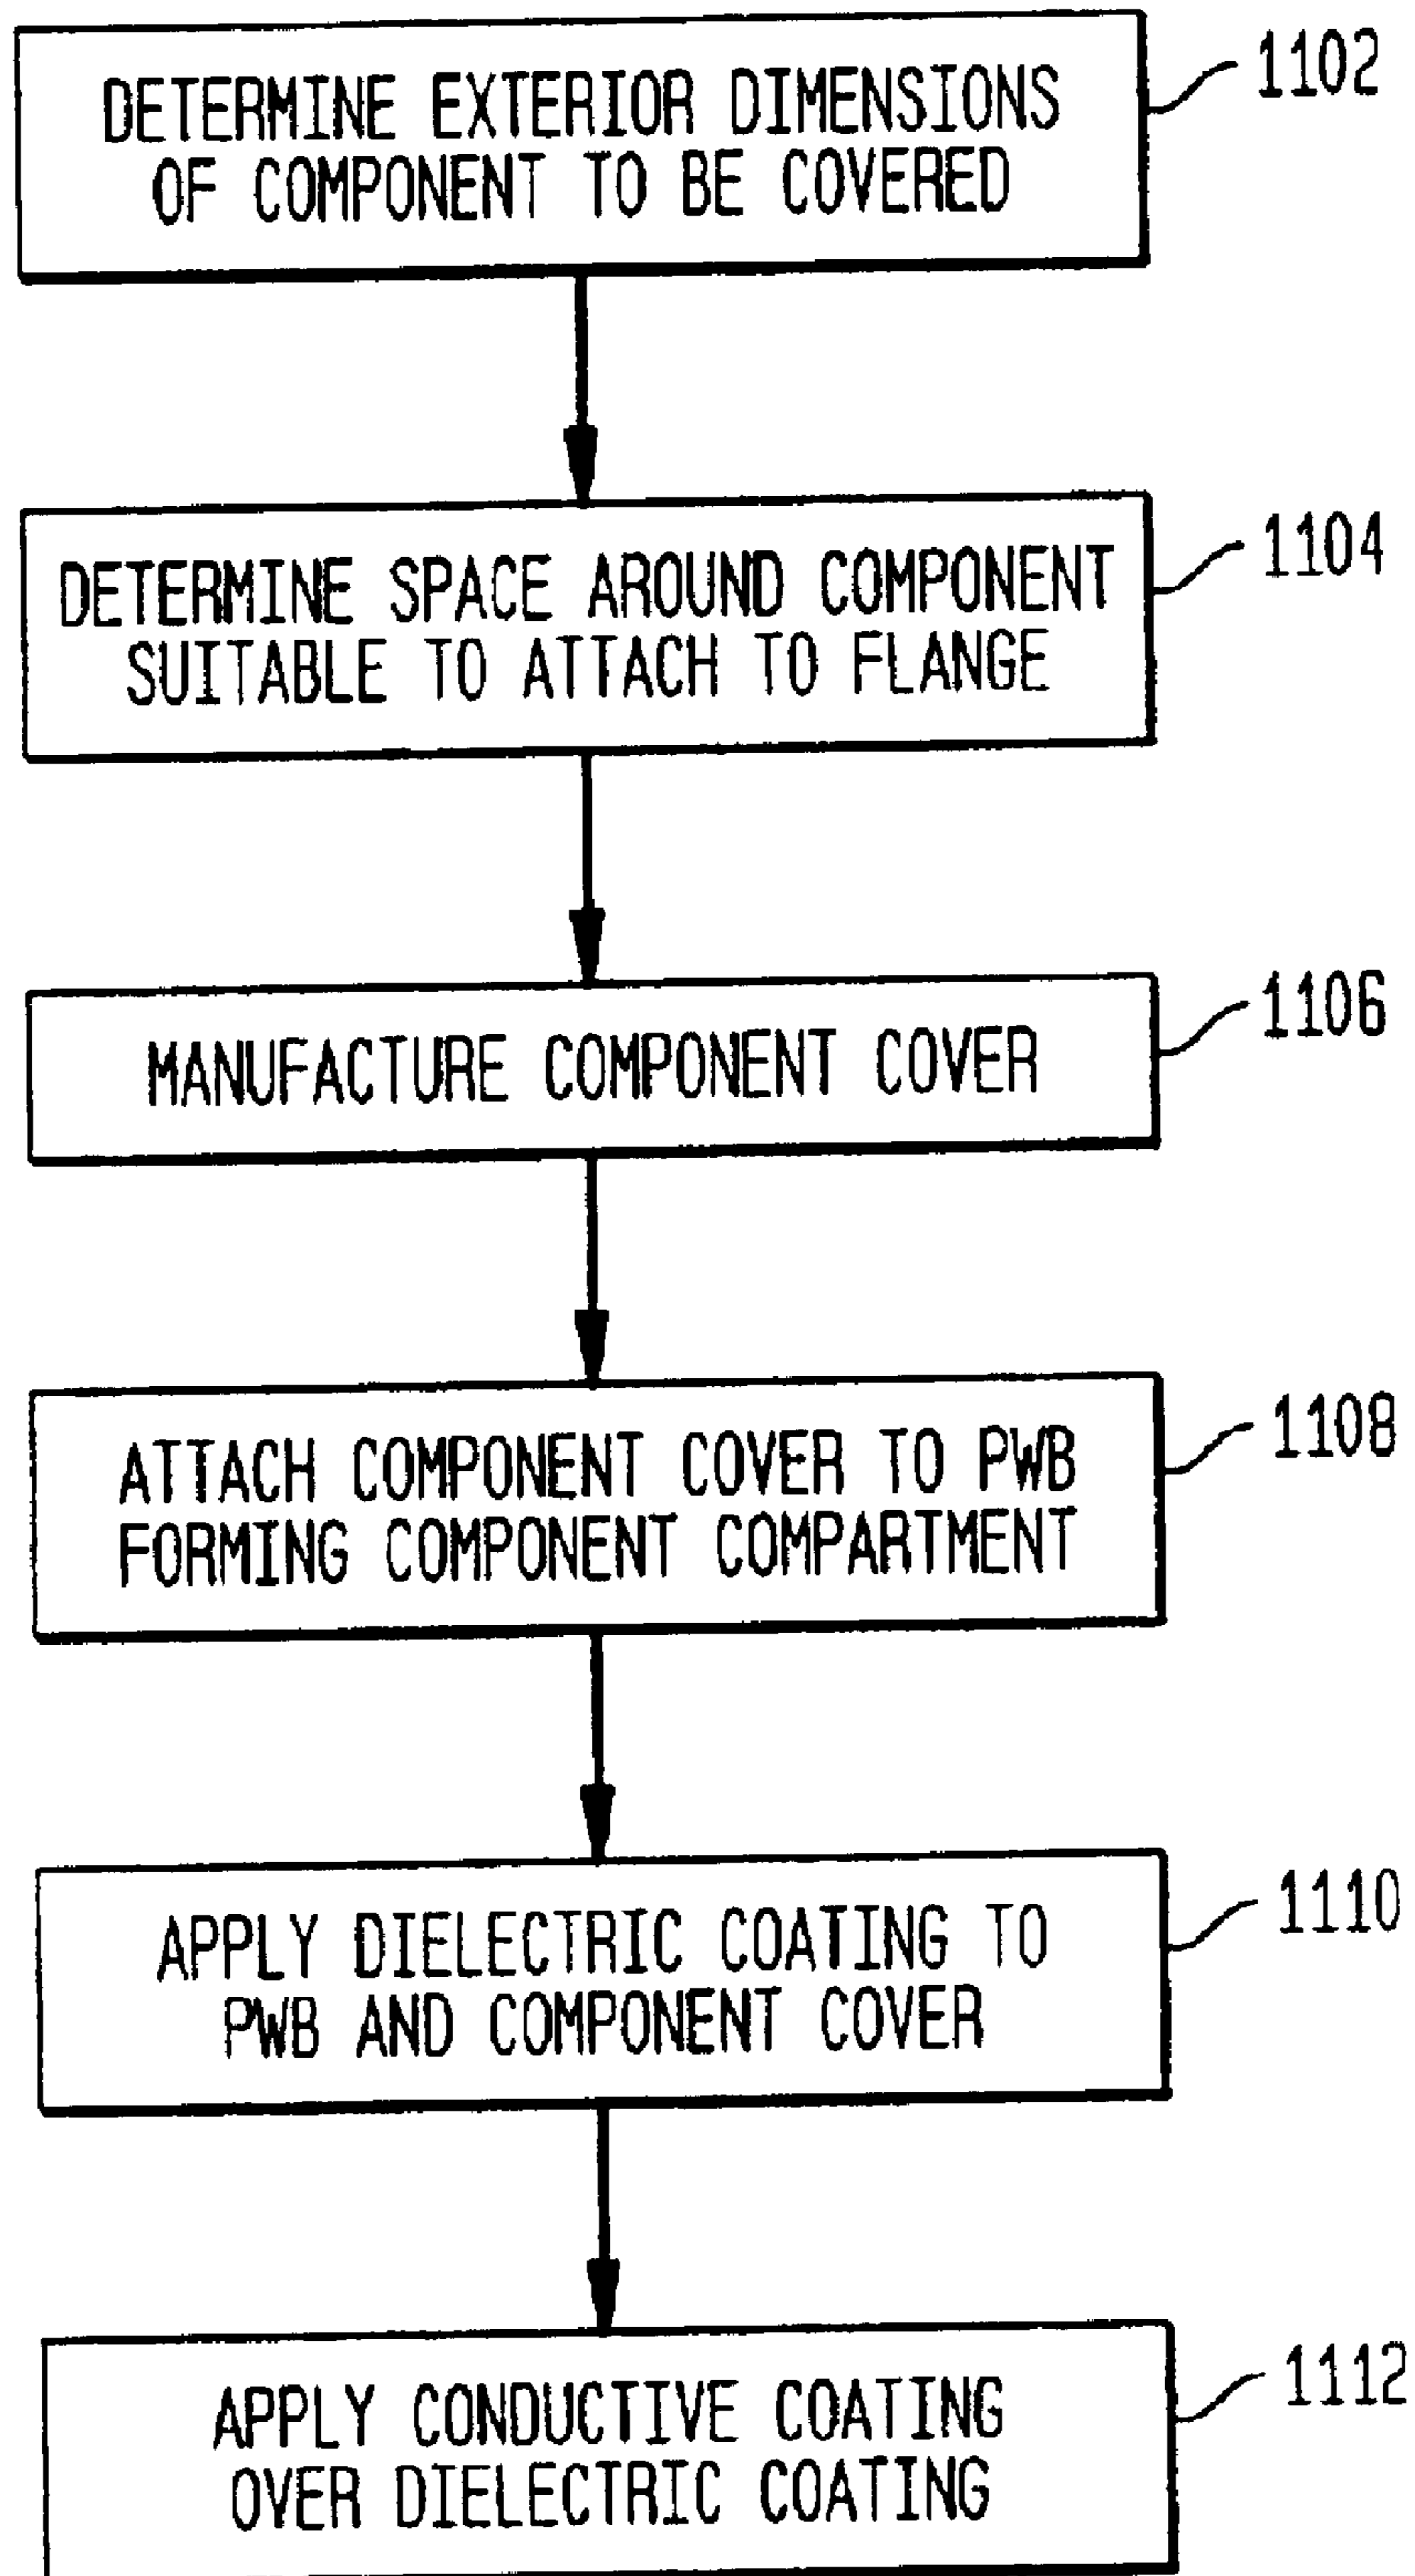 DETERMINE EXTERIOR DIMENSIONS
OF COMPONENT TO BE COVERED
1102
DETERMINE SPACE AROUND COMPONENT
SUITABLE TO ATTACH TO FLANGE
1104
MANUFACTURE COMPONENT COVER
1106
ATTACH COMPONENT COVER TO PWB
FORMING COMPONENT COMPARTMENT
1108
APPLY DIELECTRIC COATING TO
PWB AND COMPONENT COVER
1110
APPLY CONDUCTIVE COATING
OVER DIELECTRIC COATING
1112